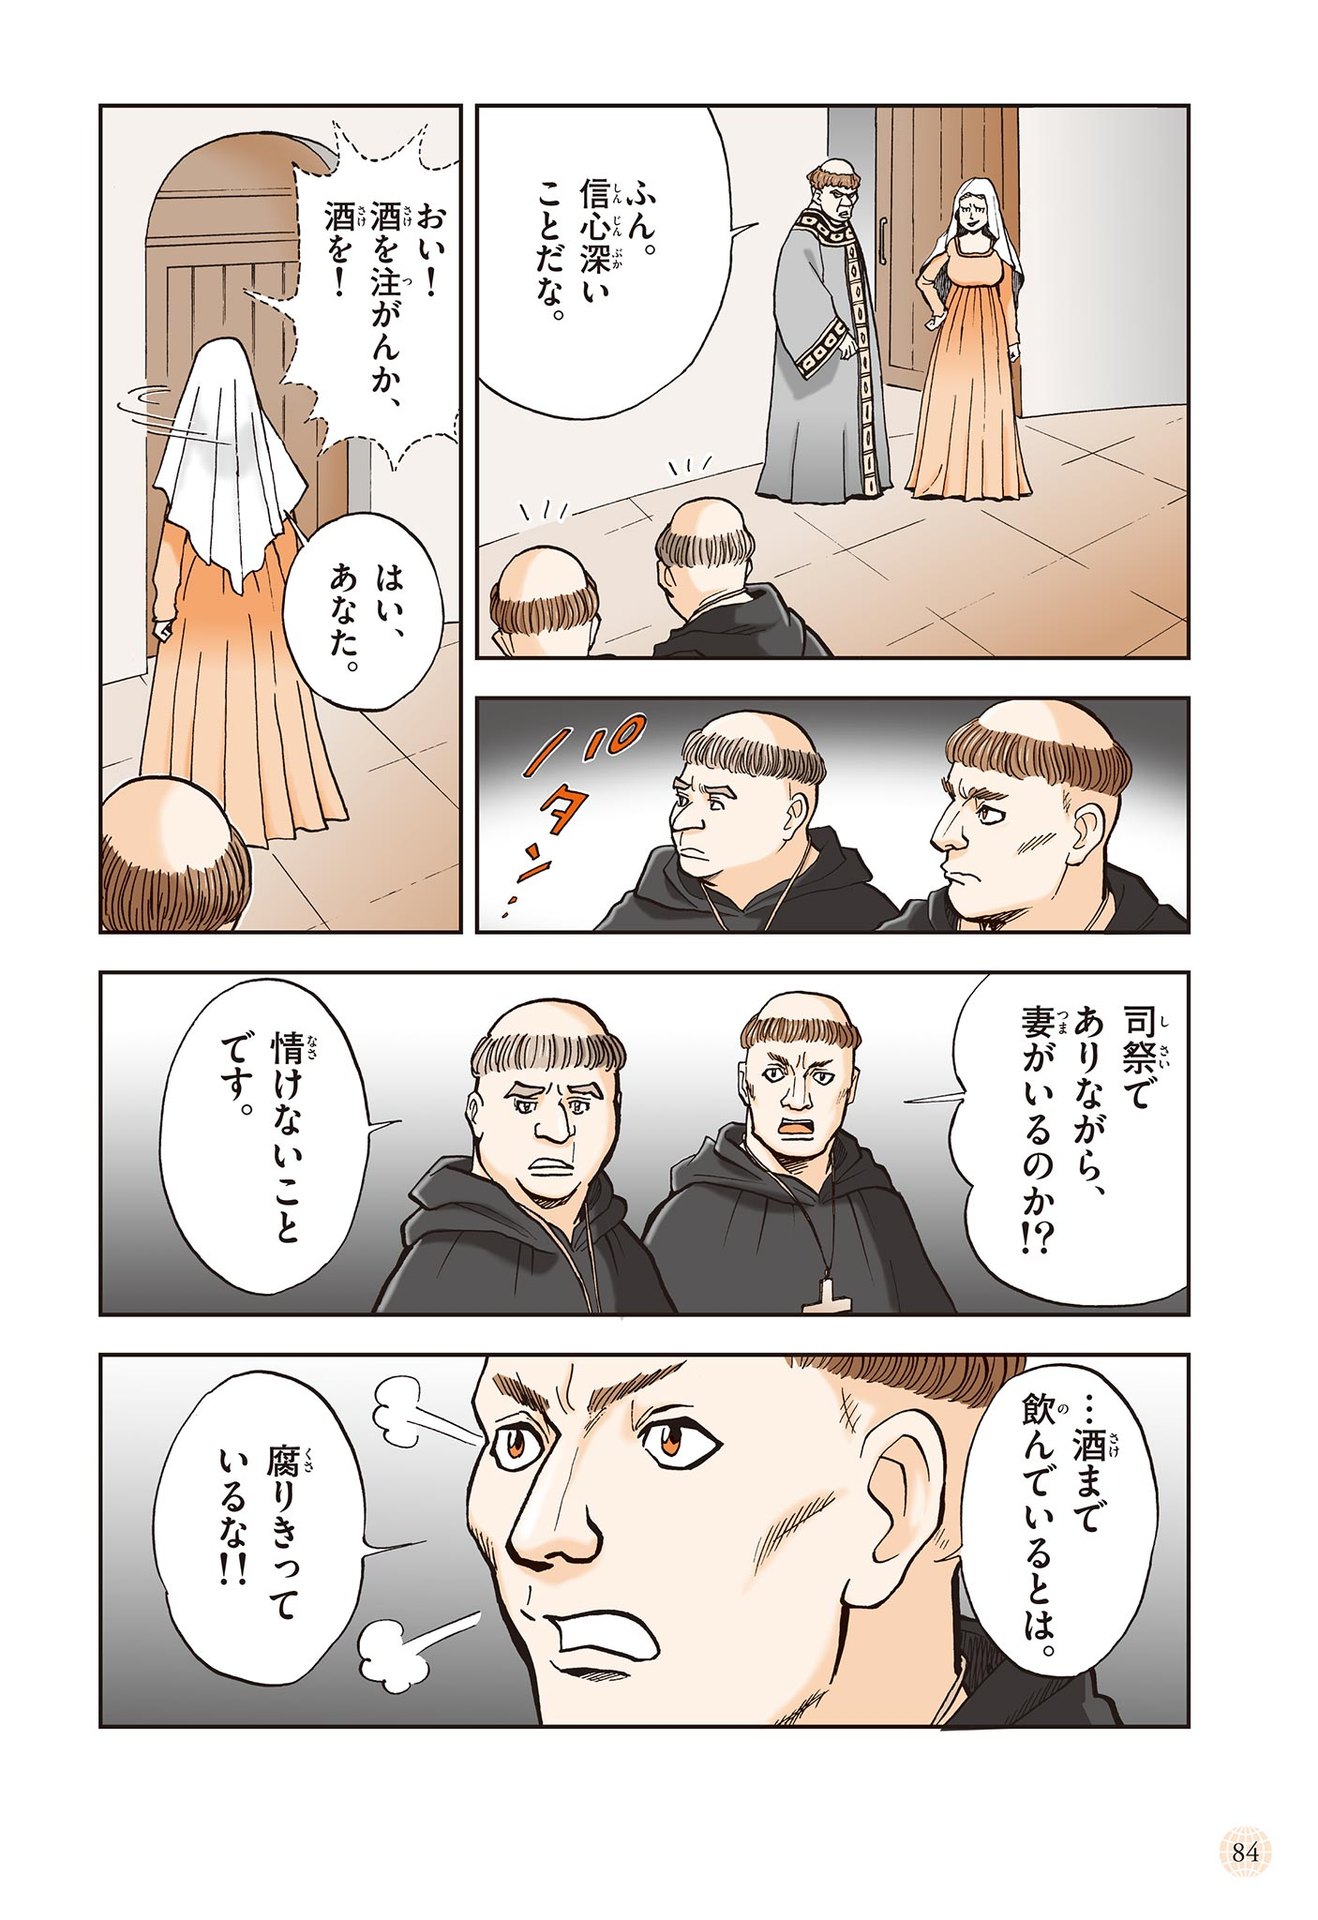 ふん。
信心深い
ことだな。
おい！
酒を注がんか、
酒を！
はい、
あなた。
パタン…
司祭で
ありながら、
妻がいるのか!?
情けないこと
です。
…酒まで
飲んでいるとは。
腐りきって
いるな!!
84